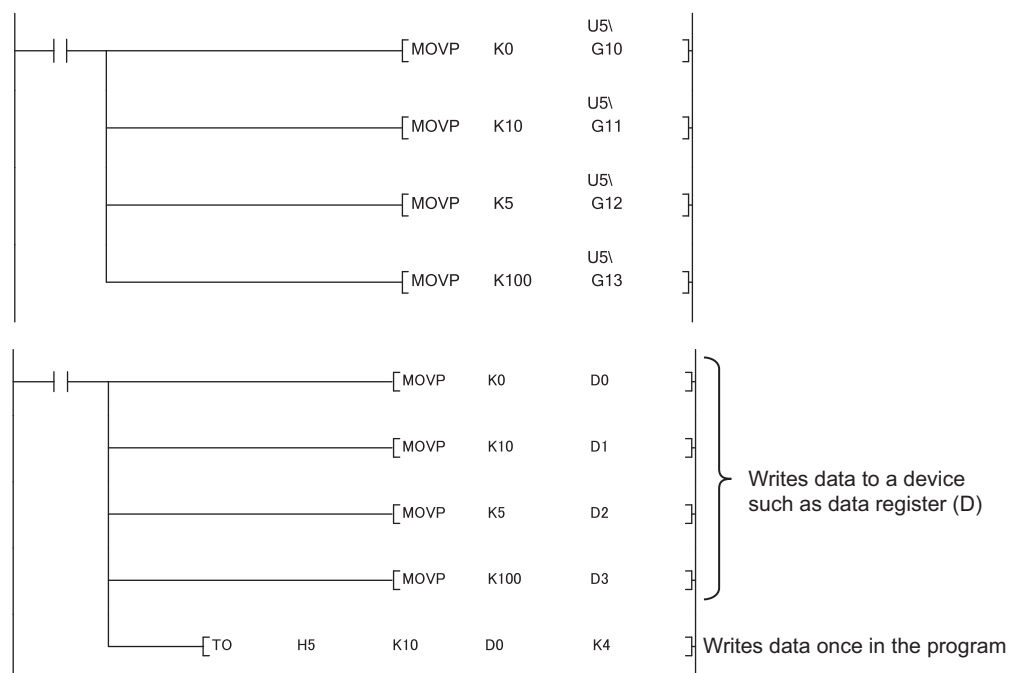 U5\
[MOVP K0 G10 ]
U5\
[MOVP K10 G11 ]
U5\
[MOVP K5 G12 ]
U5\
[MOVP K100 G13 ]
[MOVP K0 D0 ]
[MOVP K10 D1 ]
Writes data to a device
such as data register (D)
[MOVP K5 D2 ]
[MOVP K100 D3 ]
[TO H5 K10 D0 K4 ] Writes data once in the program